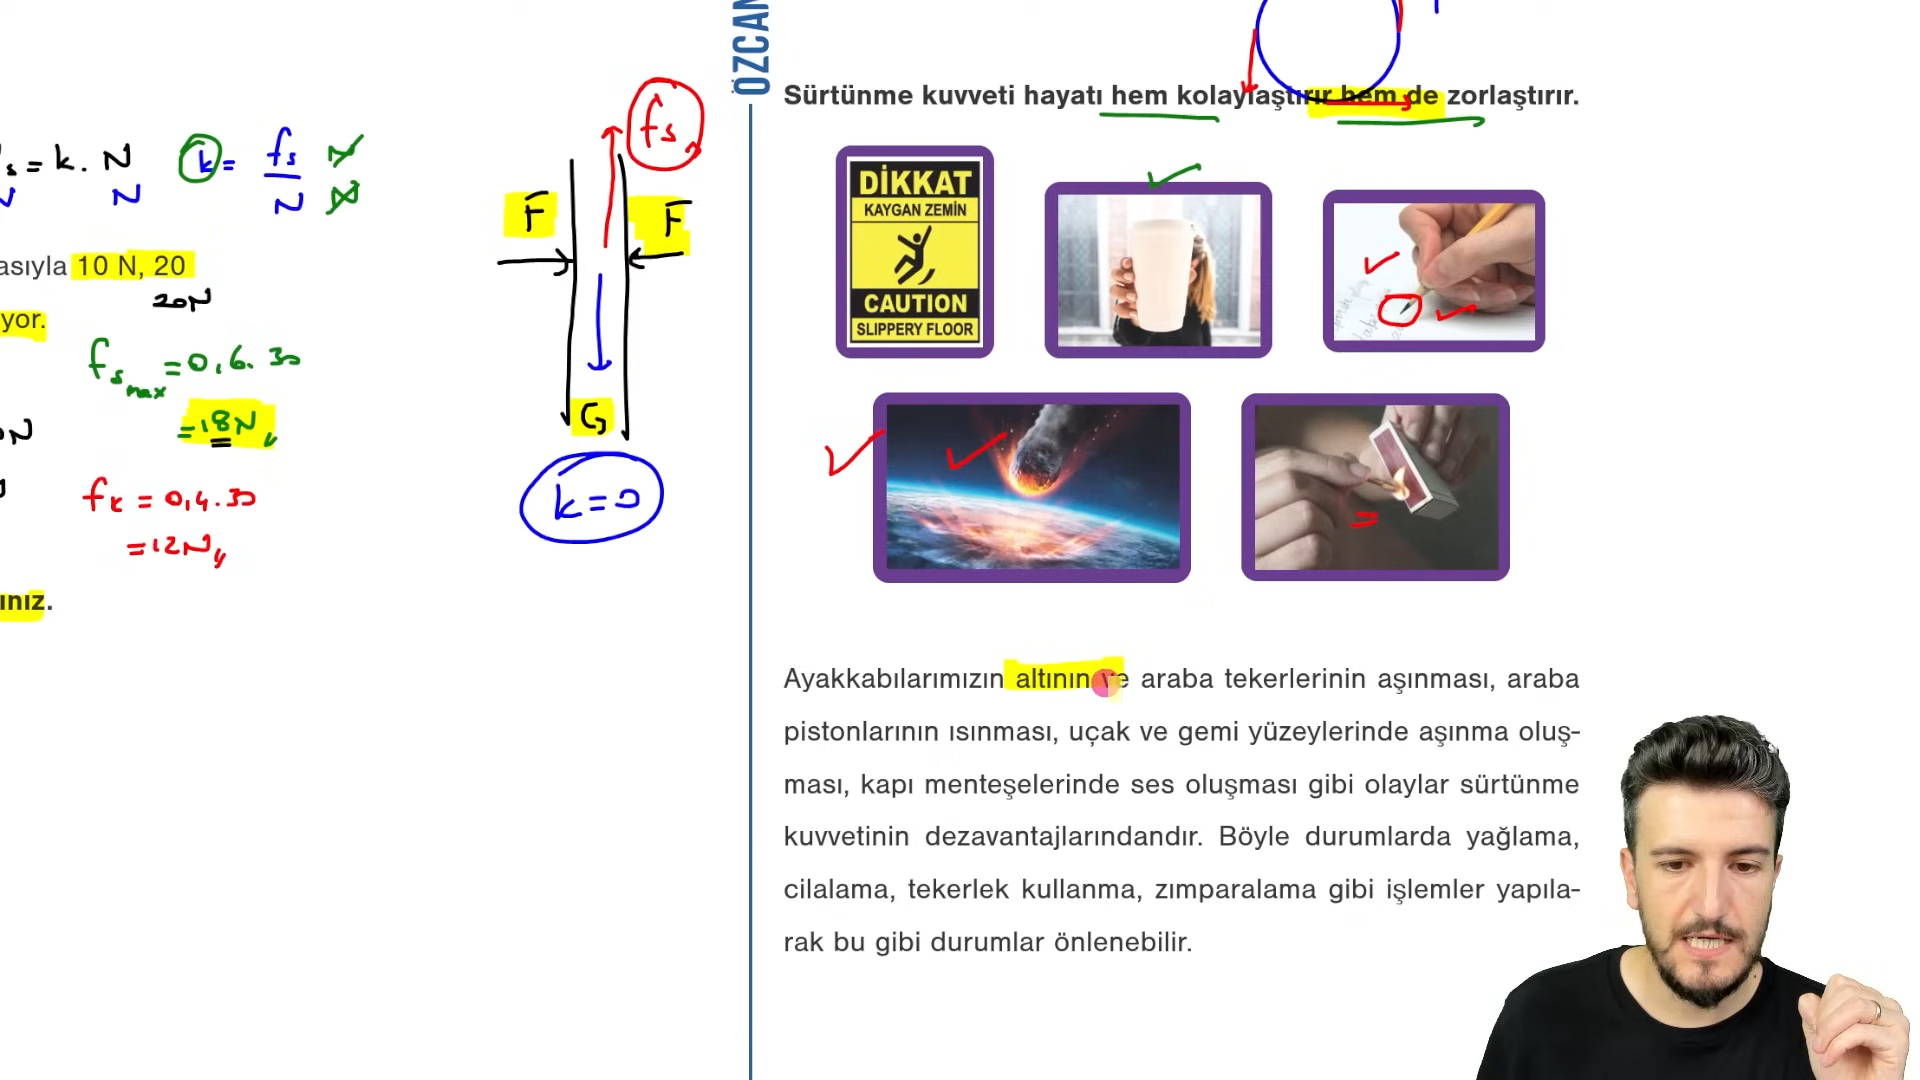 ÖZCAN
Sürtünme kuvveti hayatı hem kolaylaştırır hem de zorlaştırır.
DİKKAT
KAYGAN ZEMİN
CAUTION
SLIPPERY FLOOR
fs
s = k . N
N
k = fs N
N N
F
F
asıyla 10 N, 20
20N
yor.
fs max = 0,6 . 30
= 18N
N
fk = 0,4 . 30
= 12N
G
k = 0
ınız.
Ayakkabılarımızın altının ve araba tekerlerinin aşınması, araba
pistonlarının ısınması, uçak ve gemi yüzeylerinde aşınma oluş-
ması, kapı menteşelerinde ses oluşması gibi olaylar sürtünme
kuvvetinin dezavantajlarındandır. Böyle durumlarda yağlama,
cilalama, tekerlek kullanma, zımparalama gibi işlemler yapıla-
rak bu gibi durumlar önlenebilir.